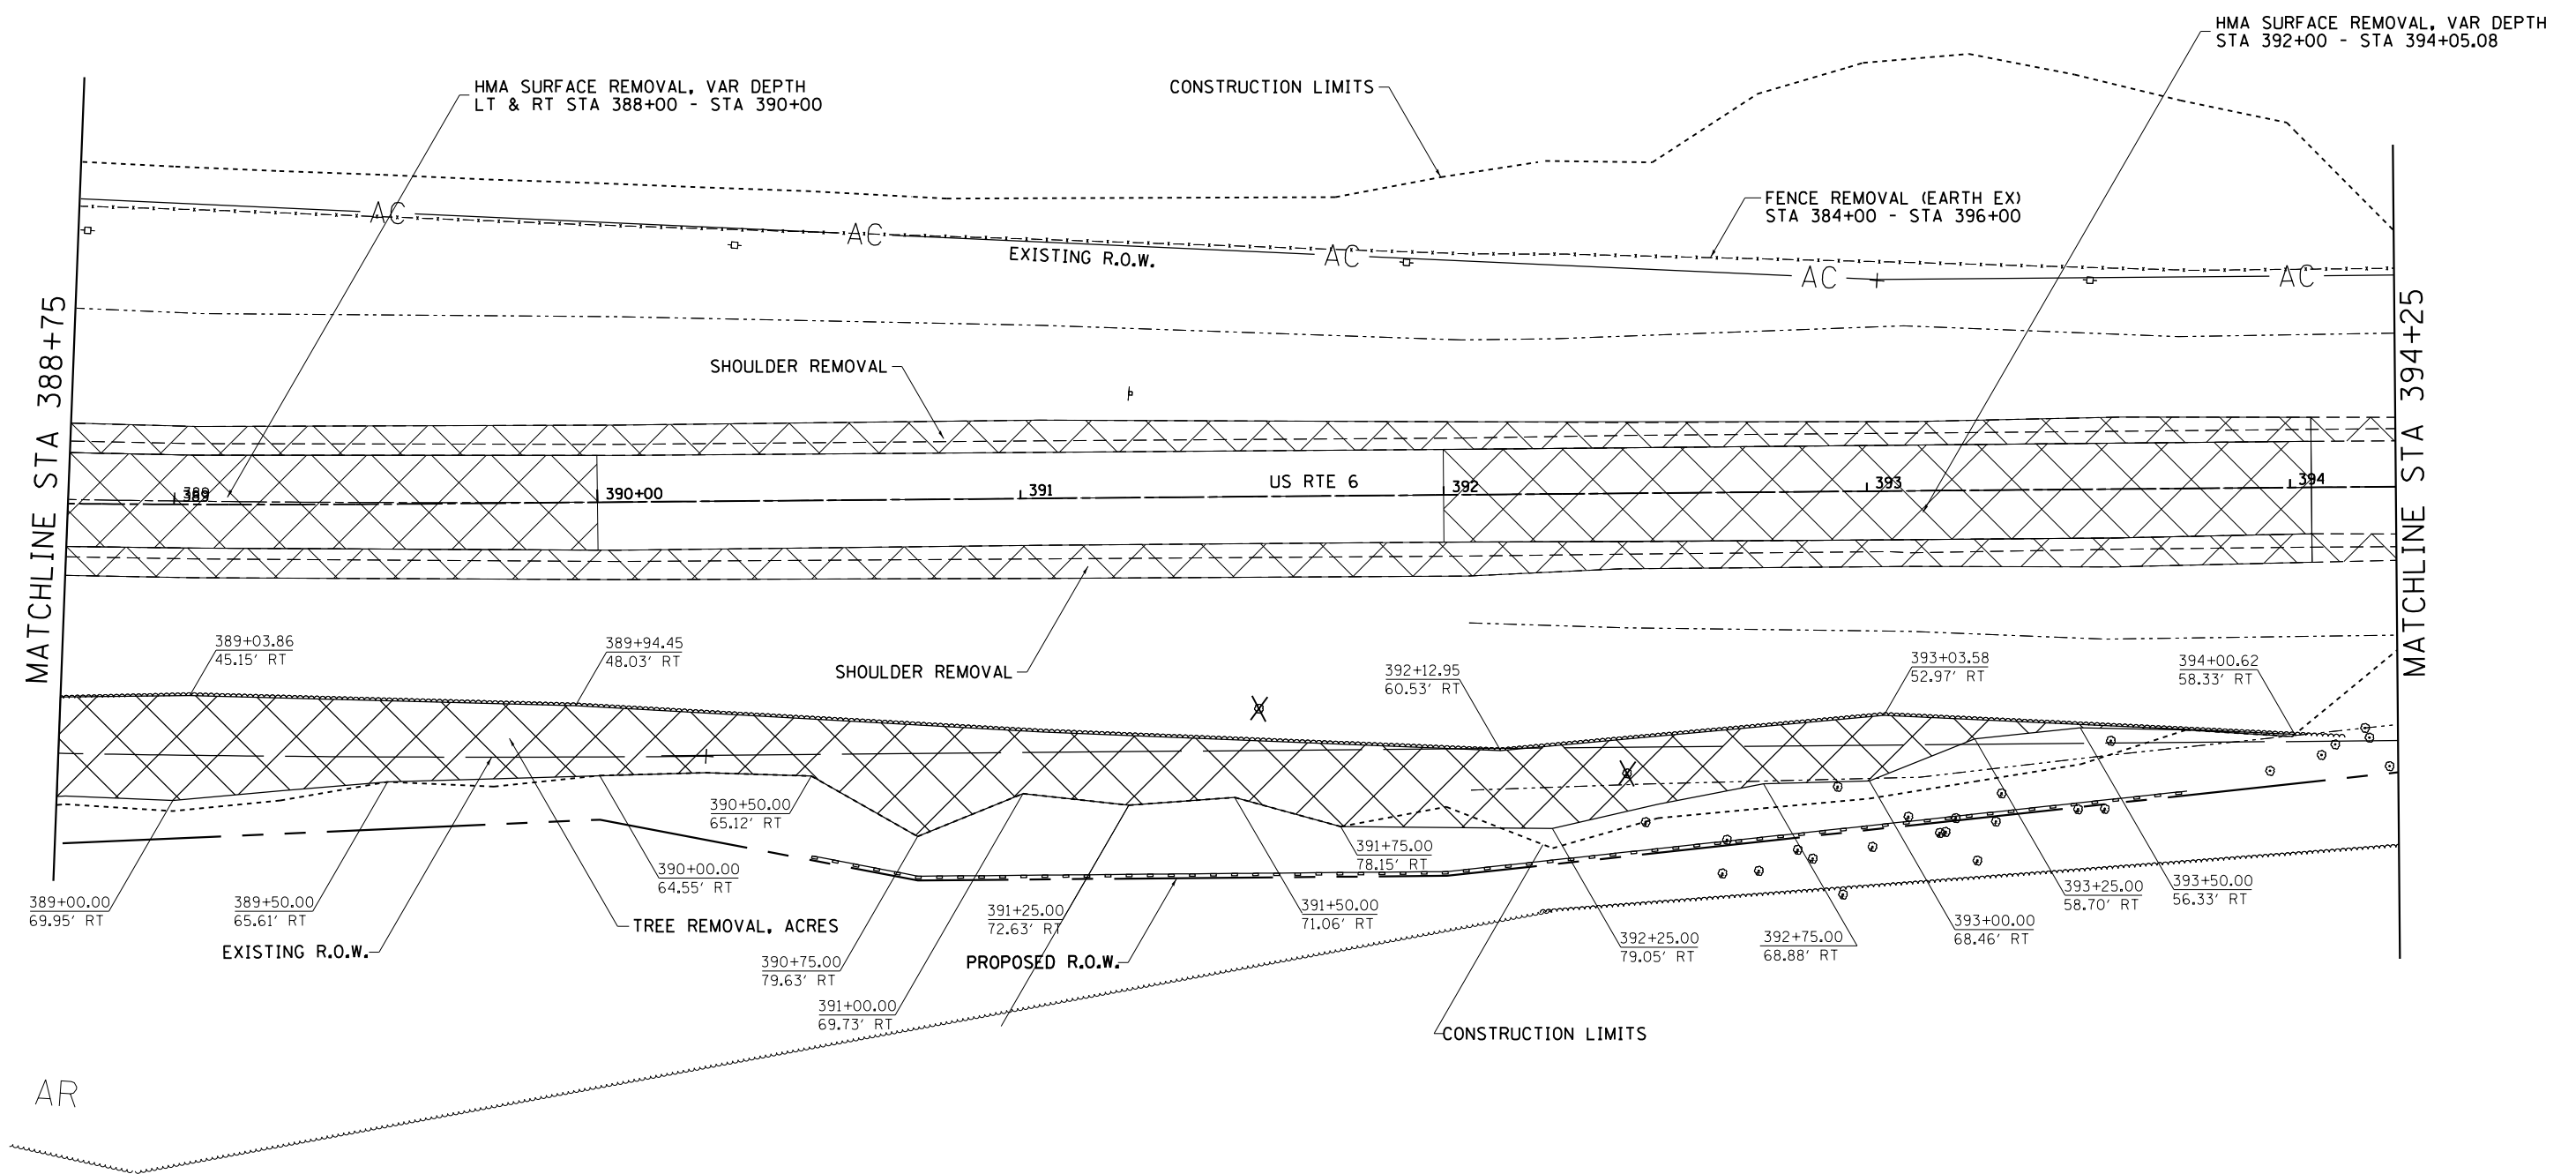 HMA SURFACE REMOVAL, VAR DEPTH
STA 392+00 - STA 394+05.08
HMA SURFACE REMOVAL, VAR DEPTH
LT & RT STA 388+00 - STA 390+00
CONSTRUCTION LIMITS
FENCE REMOVAL (EARTH EX)
STA 384+00 - STA 396+00
AC
AC
AC
AC
AC
EXISTING R.O.W.
MATCHLINE STA 388+75
MATCHLINE STA 394+25
SHOULDER REMOVAL
389
390+00
391
US RTE 6
392
393
394
389+03.86
45.15' RT
389+94.45
48.03' RT
SHOULDER REMOVAL
392+12.95
60.53' RT
393+03.58
52.97' RT
394+00.62
58.33' RT
390+50.00
65.12' RT
390+00.00
64.55' RT
391+75.00
78.15' RT
389+00.00
69.95' RT
389+50.00
65.61' RT
391+25.00
72.63' RT
391+50.00
71.06' RT
393+25.00
58.70' RT
393+50.00
56.33' RT
TREE REMOVAL, ACRES
EXISTING R.O.W.
390+75.00
79.63' RT
PROPOSED R.O.W.
392+25.00
79.05' RT
392+75.00
68.88' RT
393+00.00
68.46' RT
391+00.00
69.73' RT
CONSTRUCTION LIMITS
AR